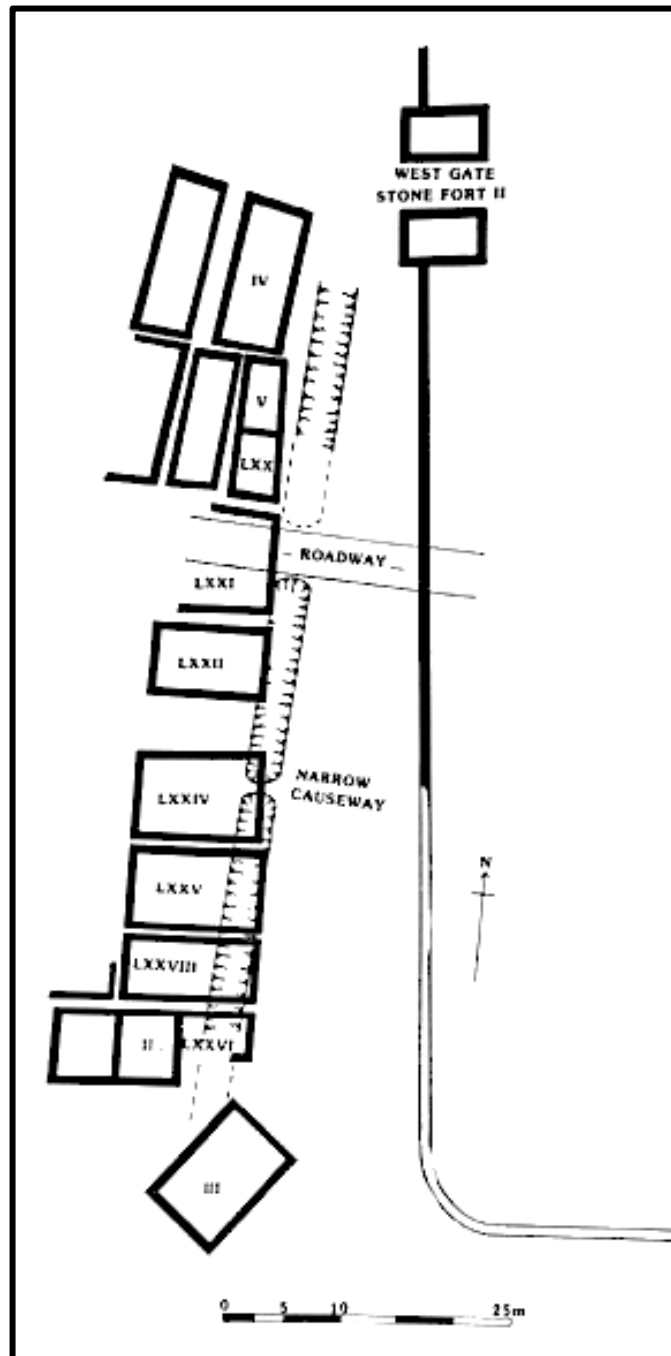 WEST GATE
STONE FORT II
IV
V
LXX
ROADWAY
LXXI
LXXII
NARROW
CAUSEWAY
LXXIV
N
LXXV
LXXVIII
II
LXXVI
III
0 5 10 25m